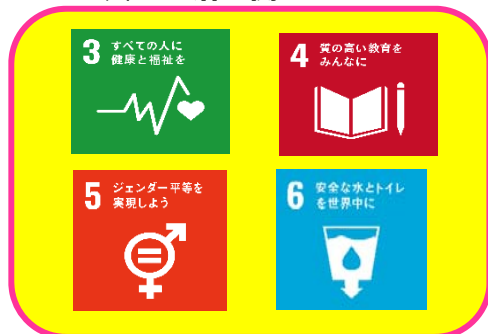 3 すべての人に
健康と福祉を
4 質の高い教育を
みんなに
5 ジェンダー平等を
実現しよう
6 安全な水とトイレ
を世界中に